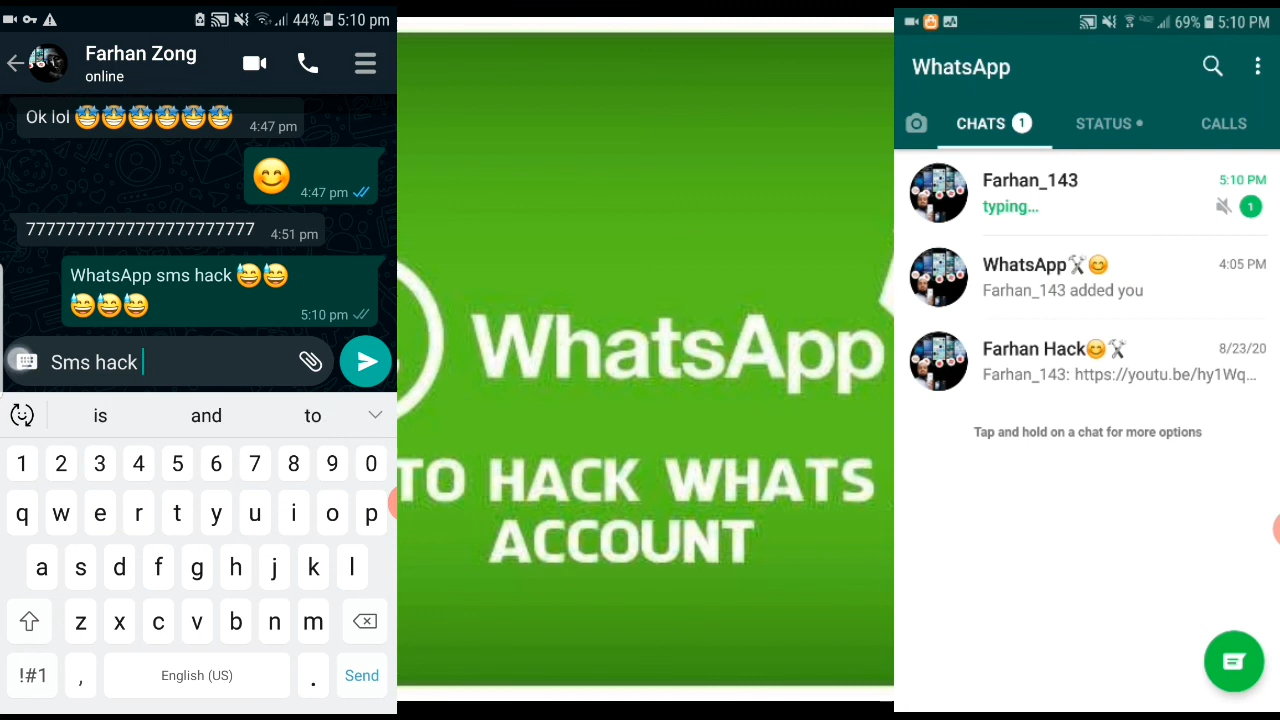 44% 5:10 pm
Farhan Zong
online
Ok lol 🤩🤩🤩🤩🤩🤩
4:47 pm
😊
4:47 pm
77777777777777777777777
4:51 pm
WhatsApp sms hack 😅😅
😅😅😅
5:10 pm
Sms hack
is and to
1 2 3 4 5 6 7 8 9 0
q w e r t y u i o p
a s d f g h j k l
z x c v b n m
!#1 , English (US) . Send
WhatsApp
TO HACK WHATS
ACCOUNT
69% 5:10 PM
WhatsApp
CHATS 1 STATUS CALLS
Farhan_143 5:10 PM
typing... 1
WhatsApp🛠😊 4:05 PM
Farhan_143 added you
Farhan Hack😊🛠 8/23/20
Farhan_143: https://youtu.be/hy1Wq...
Tap and hold on a chat for more options